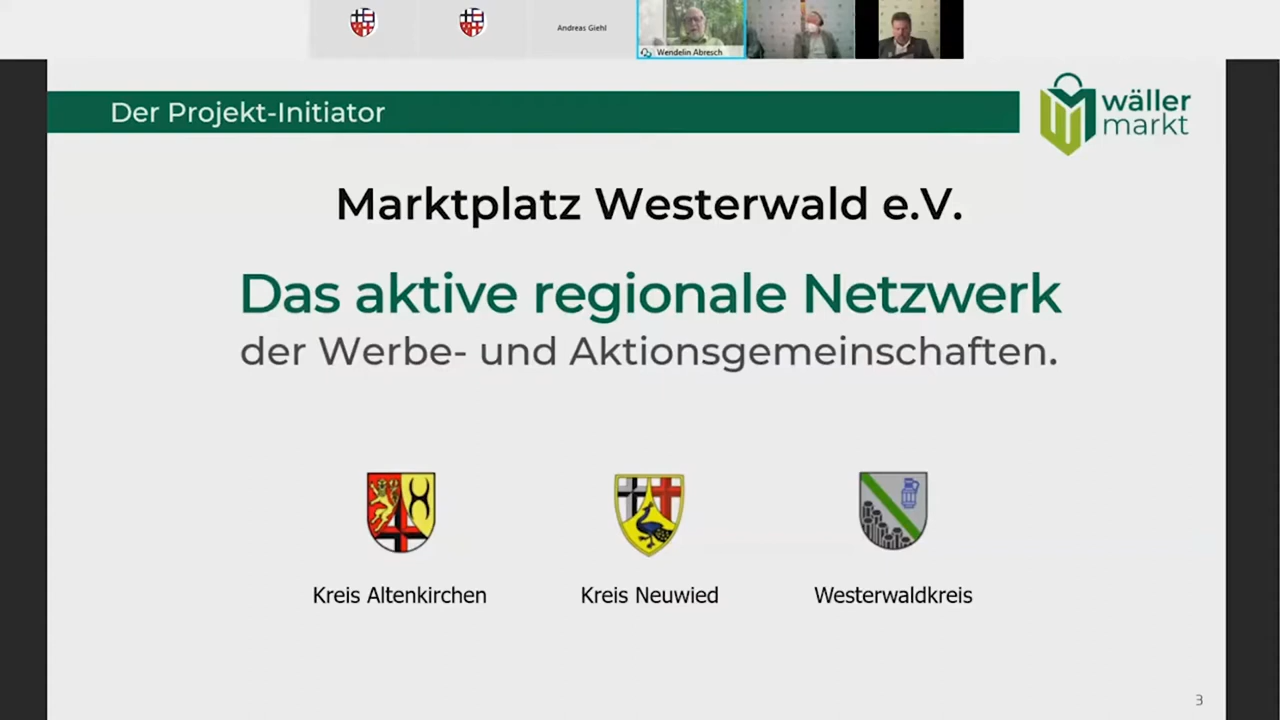 Andreas Giehl
Wendelin Abresch
Der Projekt-Initiator
wäller
markt
Marktplatz Westerwald e.V.
Das aktive regionale Netzwerk
der Werbe- und Aktionsgemeinschaften.
Kreis Altenkirchen
Kreis Neuwied
Westerwaldkreis
3